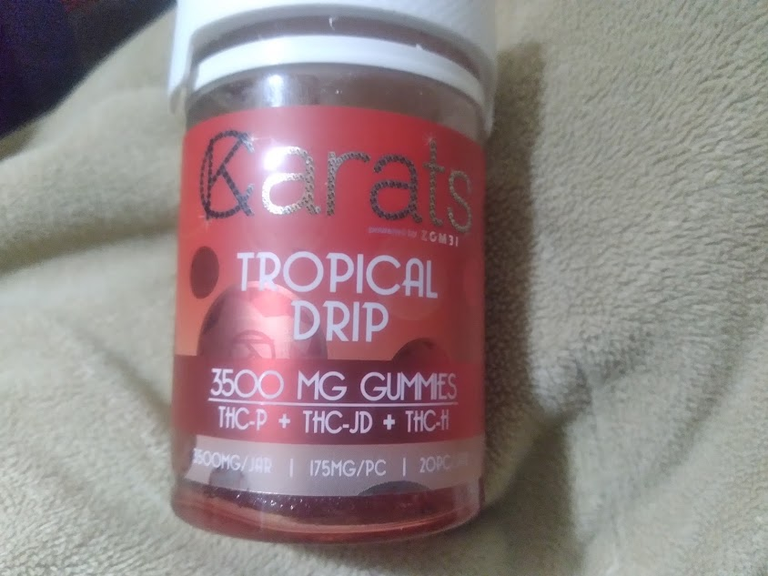 Karats
ZOMBI
TROPICAL
DRIP
3500 MG GUMMIES
THC-P + THC-JD + THC-H
3500MG/JAR | 175MG/PC | 20PC